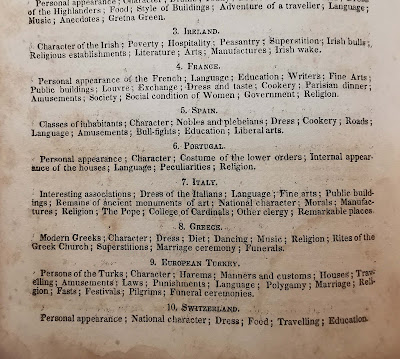 Personal appearance; Character;
the Highlanders; Food; Style of Buildings; Adventure of a traveller; Language;
Music; Anecdotes; Gretna Green.
3. IRELAND.
Character of the Irish; Poverty; Hospitality; Peasantry; Superstition; Irish bulls;
Religious establishments; Literature; Arts; Manufactures; Irish wake.
4. FRANCE.
Personal appearance of the French; Language; Education; Writers; Fine Arts;
Public buildings; Louvre; Exchange; Dress and taste; Cookery; Parisian dinner;
Amusements; Society; Social condition of Women; Government; Religion.
5. SPAIN.
Classes of inhabitants; Character; Nobles and plebeians; Dress; Cookery; Roads;
Language; Amusements; Bull-fights; Education; Liberal arts.
6. PORTUGAL.
Personal appearance; Character; Costume of the lower orders; Internal appear-
ance of the houses; Language; Peculiarities; Religion.
7. ITALY.
Interesting associations; Dress of the Italians; Language; Fine arts; Public build-
ings; Remains of ancient monuments of art; National character; Morals; Manufac-
tures; Religion; The Pope; College of Cardinals; Other clergy; Remarkable places.
8. GREECE.
Modern Greeks; Character; Dress; Diet; Dancing; Music; Religion; Rites of the
Greek Church; Superstitions; Marriage ceremony; Funerals.
9. EUROPEAN TURKEY.
Persons of the Turks; Character; Harems; Manners and customs; Houses; Trav-
elling; Amusements; Laws; Punishments; Language; Polygamy; Marriage; Reli-
gion; Fasts; Festivals; Pilgrims; Funeral ceremonies.
10. SWITZERLAND.
Personal appearance; National character; Dress; Food; Travelling; Education.